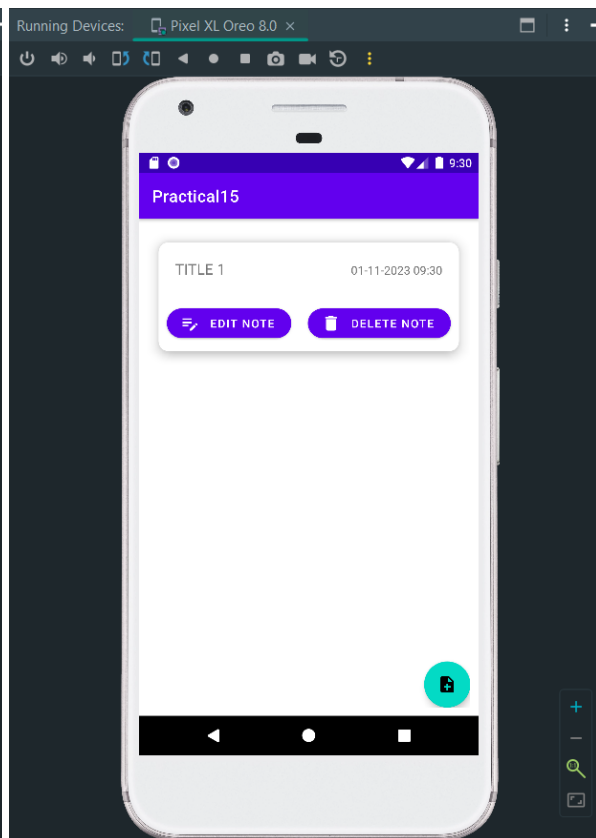 Running Devices: Pixel XL Oreo 8.0
9:30
Practical15
TITLE 1 01-11-2023 09:30
EDIT NOTE DELETE NOTE